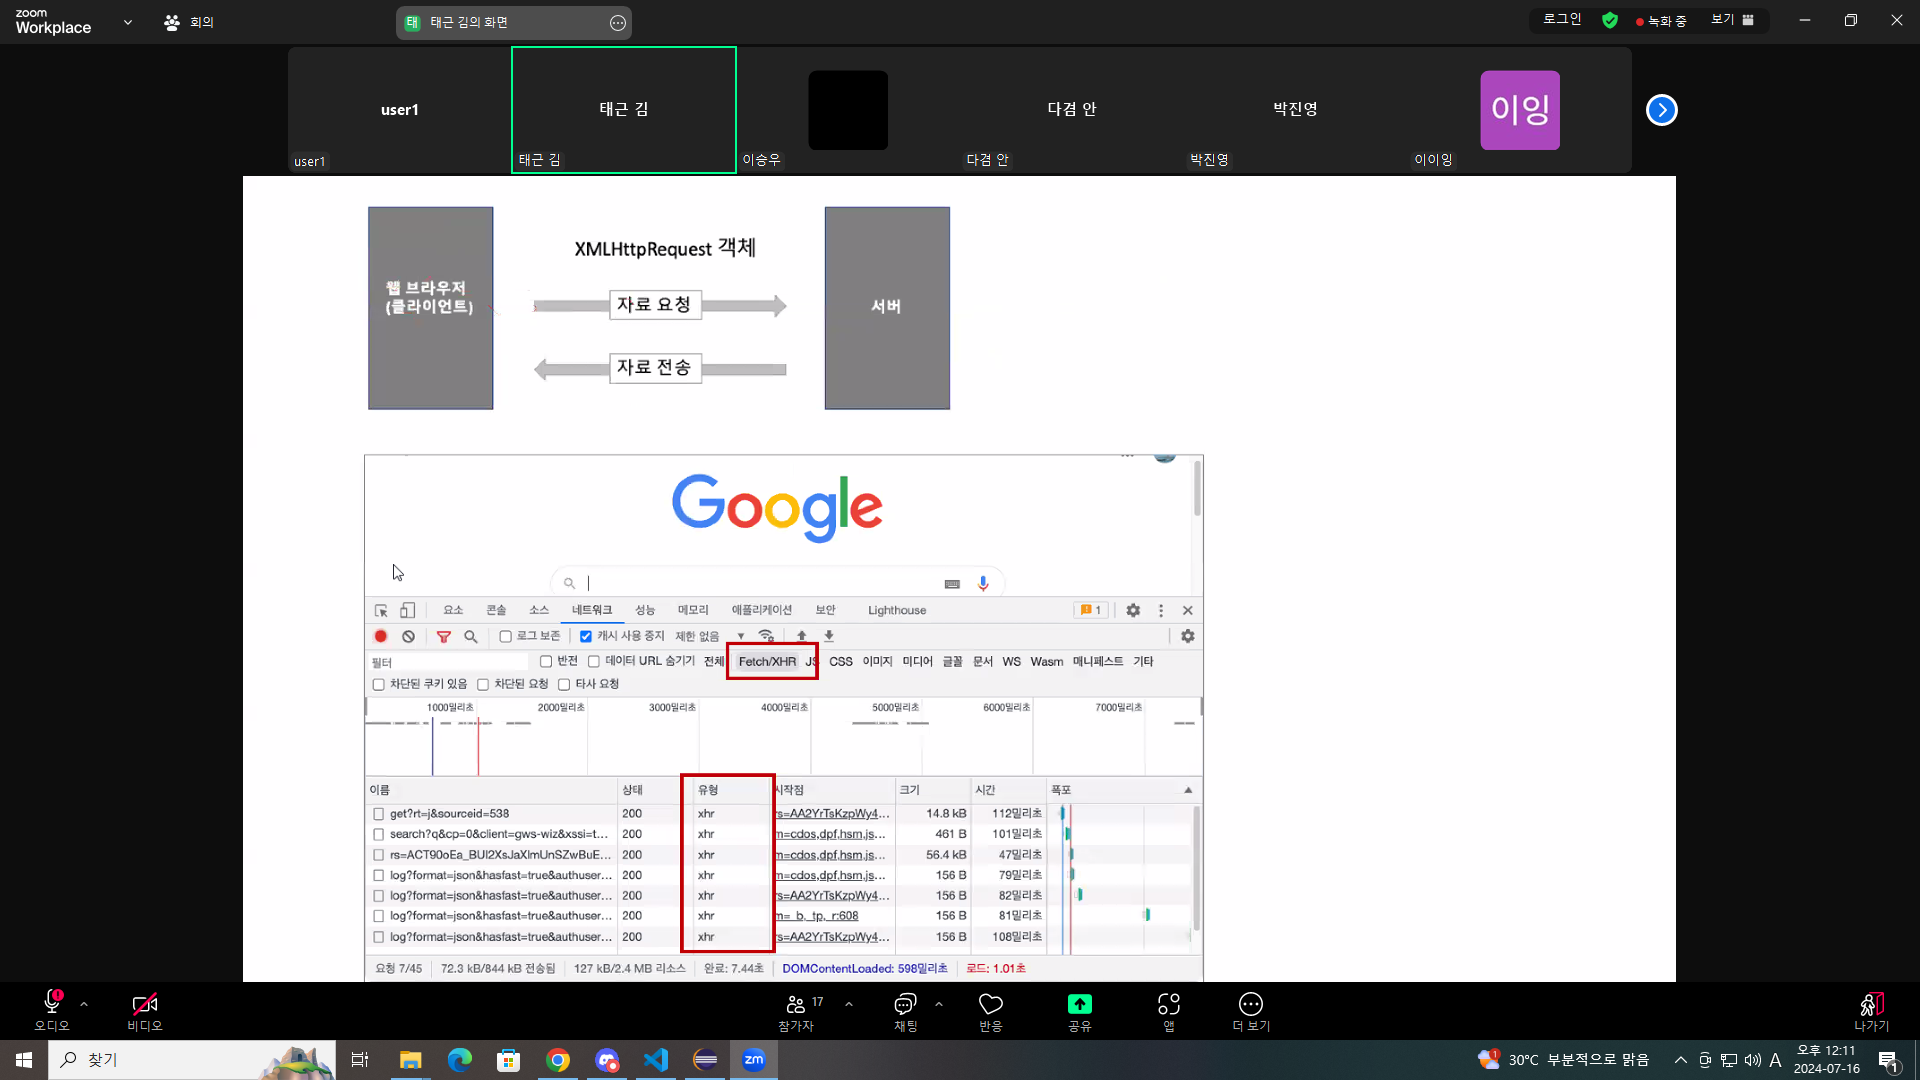 zoom
Workplace
회의
태 태근 김의 화면
로그인
녹화 중
보기
user1
태근 김
다겸 안
박진영
이잉
user1
태근 김
이승우
다겸 안
박진영
이이잉
XMLHttpRequest 객체
웹 브라우저
(클라이언트)
자료 요청
서버
자료 전송
Google
요소 콘솔 소스 네트워크 성능 메모리 애플리케이션 보안 Lighthouse 1
로그 보존 캐시 사용 중지 제한 없음
필터 반전 데이터 URL 숨기기 전체 Fetch/XHR JS CSS 이미지 미디어 글꼴 문서 WS Wasm 매니페스트 기타
차단된 쿠키 있음 차단된 요청 타사 요청
1000밀리초 2000밀리초 3000밀리초 4000밀리초 5000밀리초 6000밀리초 7000밀리초
이름 상태 유형 시작점 크기 시간 폭포
get?rt=j&sourceid=538 200 xhr rs=AA2YrTsKzpWy4... 14.8 kB 112밀리초
search?q&cp=0&client=gws-wiz&xssi=t... 200 xhr m=cdos,dpf,hsm,js... 461 B 101밀리초
rs=ACT90oEa_BUI2XsJaXlmUnSZwBuE... 200 xhr m=cdos,dpf,hsm,js... 56.4 kB 47밀리초
log?format=json&hasfast=true&authuser... 200 xhr m=cdos,dpf,hsm,js... 156 B 79밀리초
log?format=json&hasfast=true&authuser... 200 xhr rs=AA2YrTsKzpWy4... 156 B 82밀리초
log?format=json&hasfast=true&authuser... 200 xhr m=_b,_tp,_r:608 156 B 81밀리초
log?format=json&hasfast=true&authuser... 200 xhr rs=AA2YrTsKzpWy4... 156 B 108밀리초
요청 7/45 72.3 kB/844 kB 전송됨 127 kB/2.4 MB 리소스 완료: 7.44초 DOMContentLoaded: 598밀리초 로드: 1.01초
오디오
비디오
17
참가자
채팅
반응
공유
앱
더 보기
나가기
찾기
zm
1
30°C 부분적으로 맑음
A
오후 12:11
2024-07-16
1